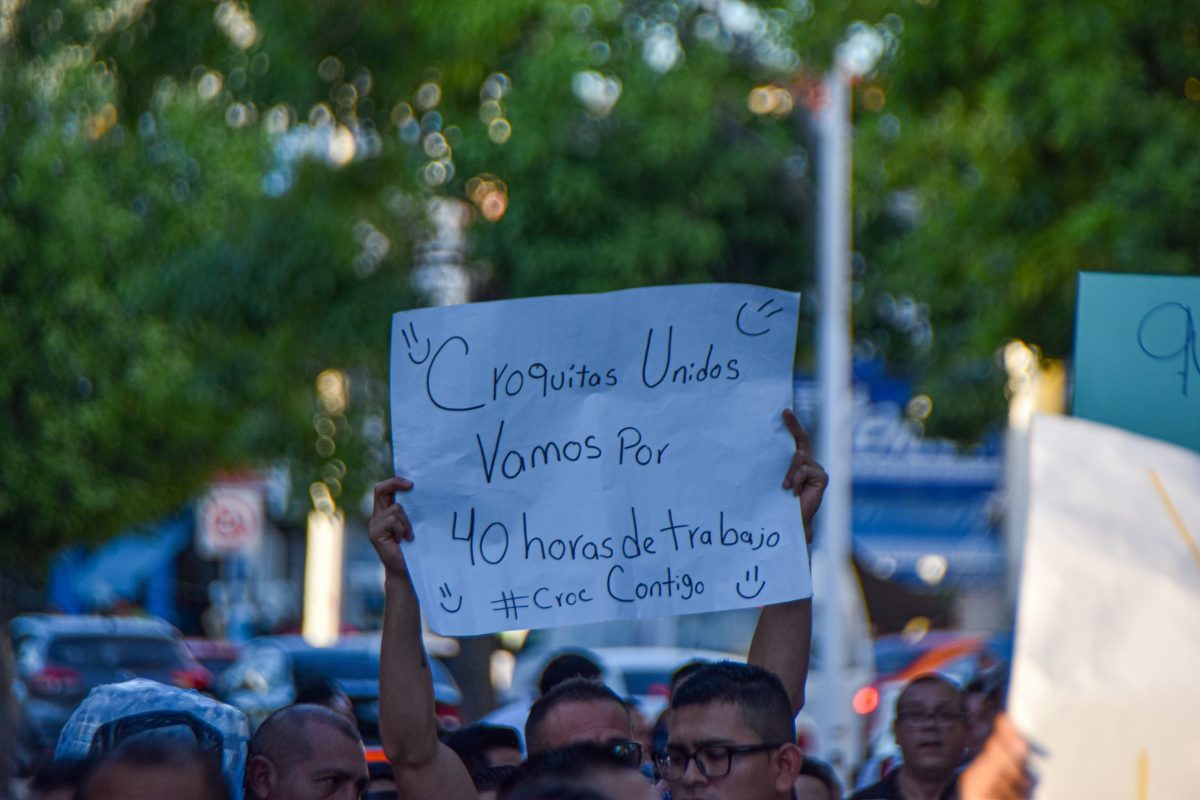 Croquitas Unidos
Vamos Por
40 horas de trabajo
#Croc Contigo